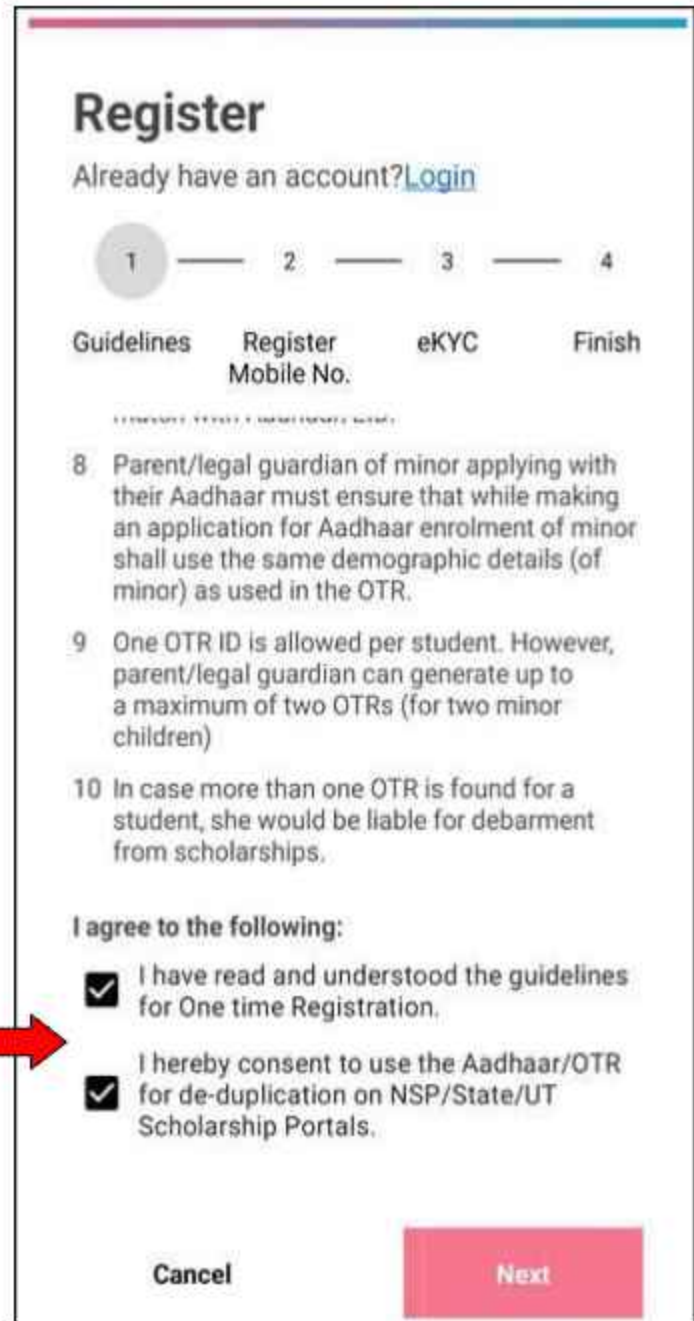 Register
Already have an account?Login
1 2 3 4
Guidelines Register Mobile No. eKYC Finish
8 Parent/legal guardian of minor applying with
their Aadhaar must ensure that while making
an application for Aadhaar enrolment of minor
shall use the same demographic details (of
minor) as used in the OTR.
9 One OTR ID is allowed per student. However,
parent/legal guardian can generate up to
a maximum of two OTRs (for two minor
children)
10 In case more than one OTR is found for a
student, she would be liable for debarment
from scholarships.
I agree to the following:
I have read and understood the guidelines
for One time Registration.
I hereby consent to use the Aadhaar/OTR
for de-duplication on NSP/State/UT
Scholarship Portals.
Cancel Next